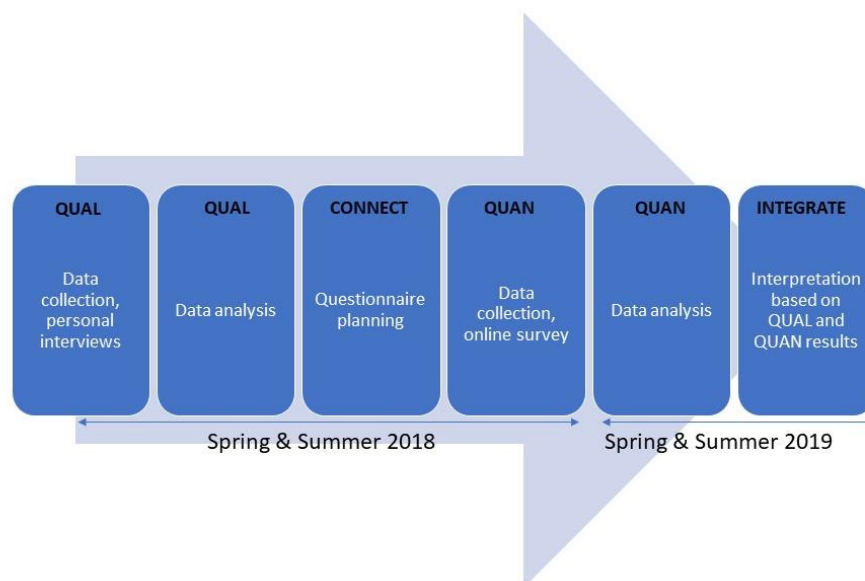 QUAL
Data
collection,
personal
interviews
QUAL
Data analysis
CONNECT
Questionnaire
planning
QUAN
Data
collection,
online survey
QUAN
Data analysis
INTEGRATE
Interpretation
based on
QUAL and
QUAN results
Spring & Summer 2018
Spring & Summer 2019